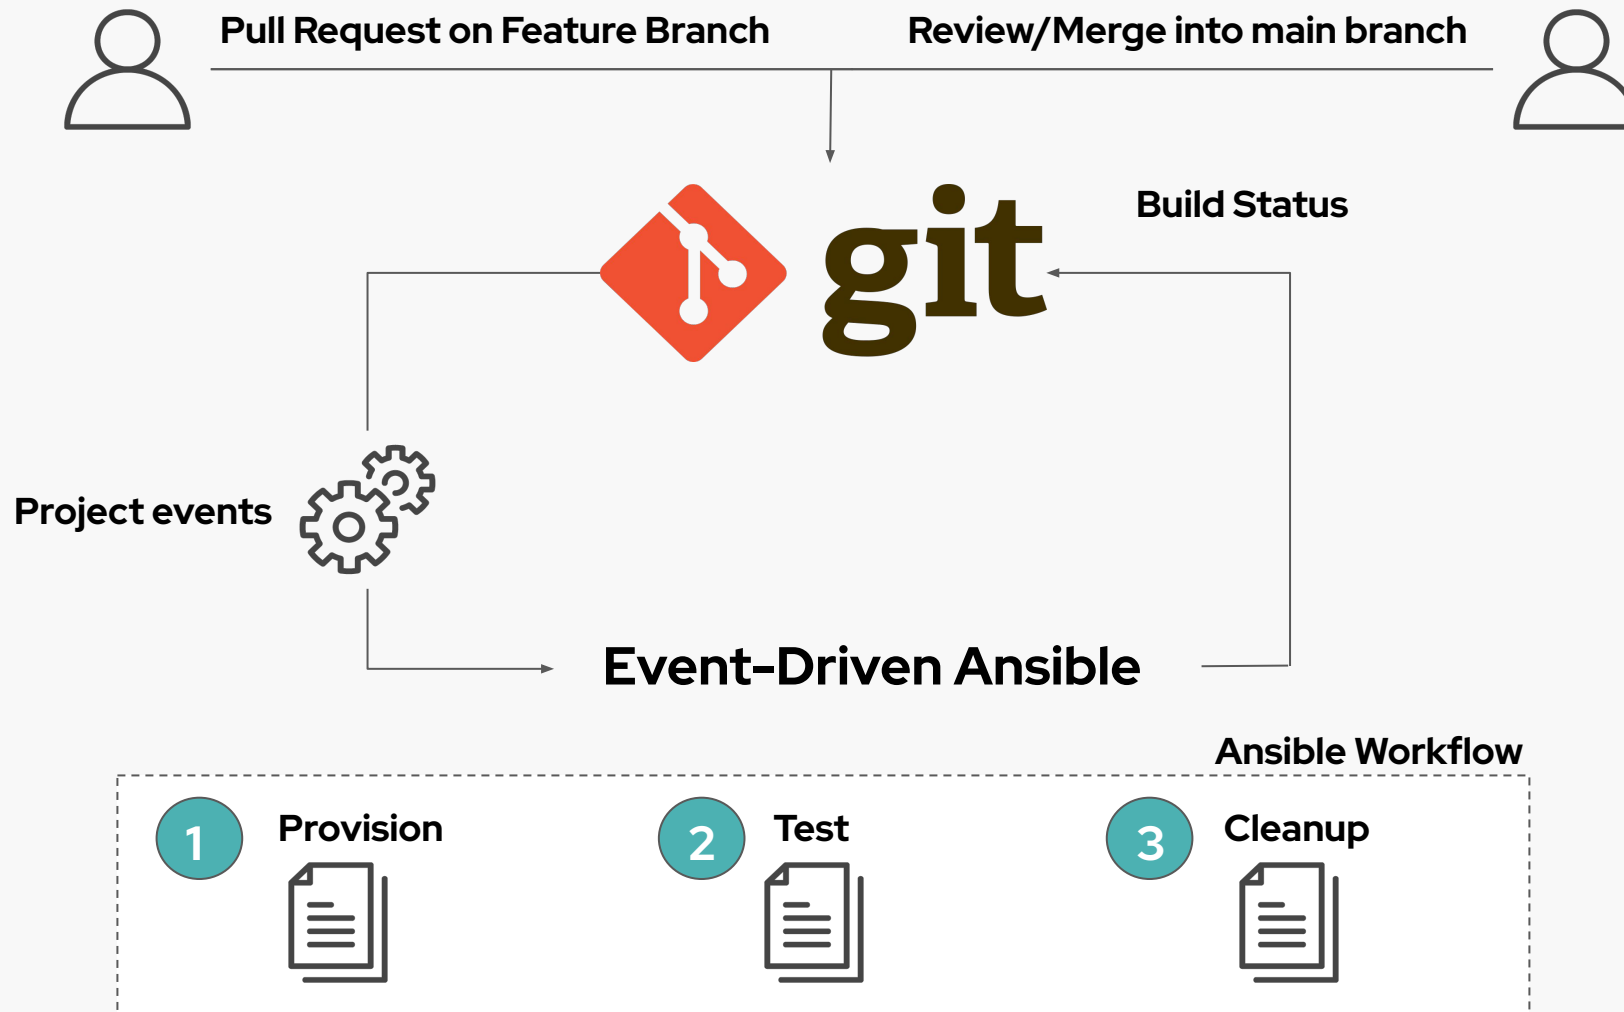 Pull Request on Feature Branch
Review/Merge into main branch
git
Build Status
Project events
Event-Driven Ansible
Ansible Workflow
1
Provision
2
Test
3
Cleanup